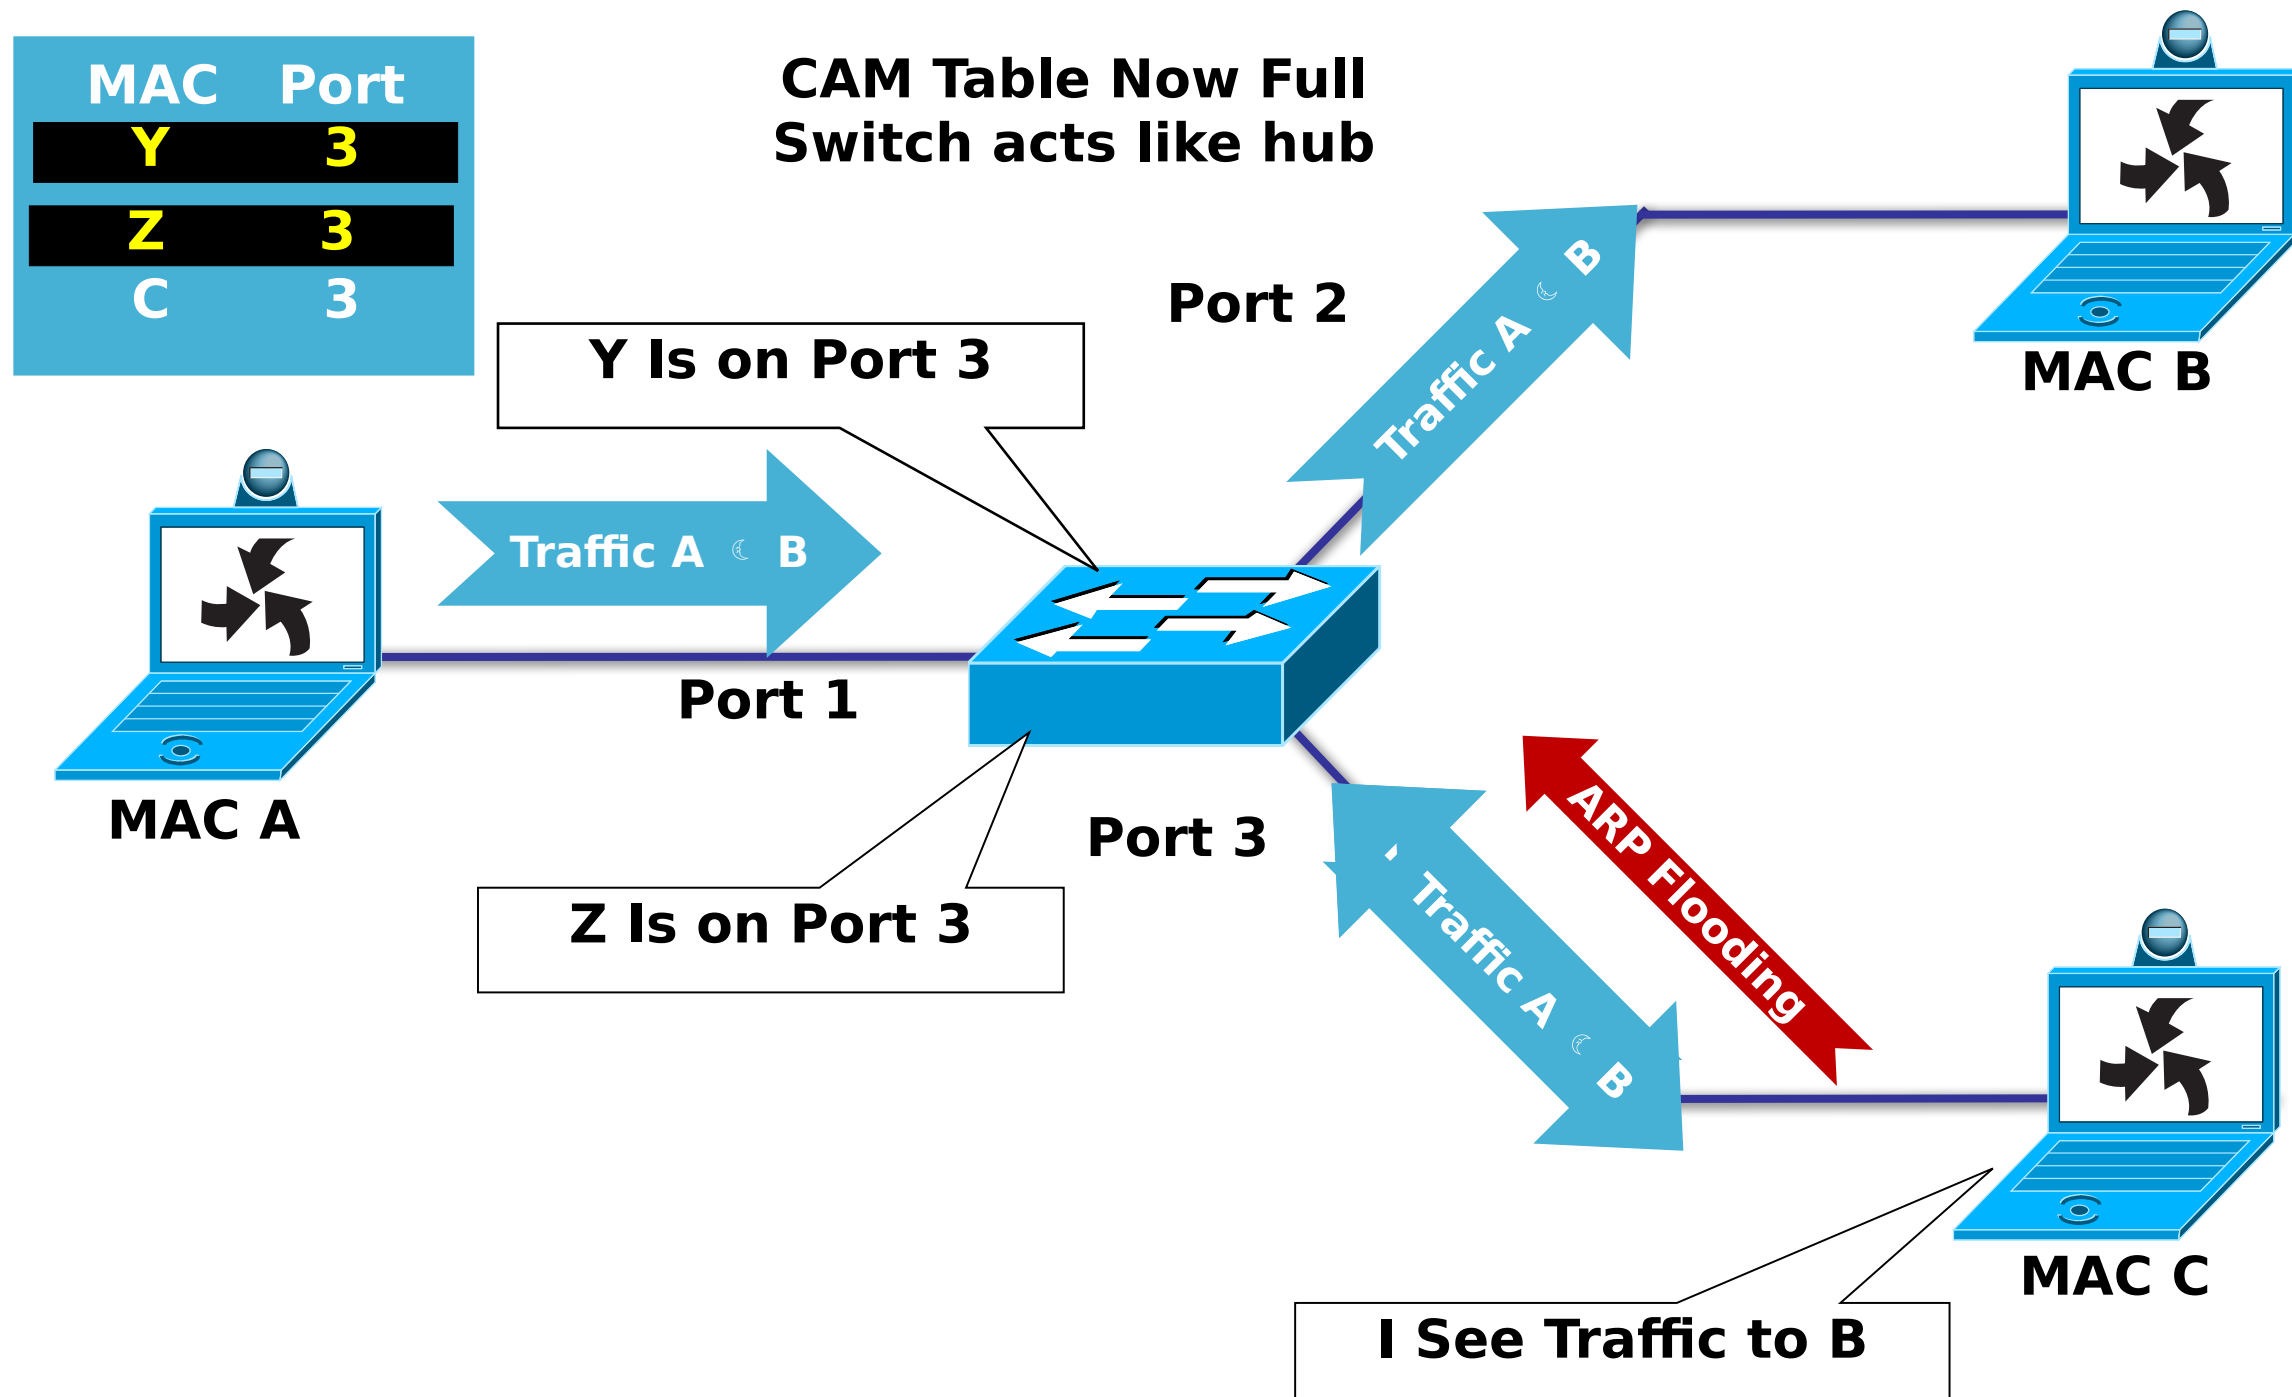 MAC Port
Y 3
Z 3
C 3
CAM Table Now Full
Switch acts like hub
Y Is on Port 3
Port 2
Traffic A ☾ B
MAC B
Traffic A ☾ B
Port 1
MAC A
Port 3
Z Is on Port 3
ARP Flooding
Traffic A ☾ B
MAC C
I See Traffic to B